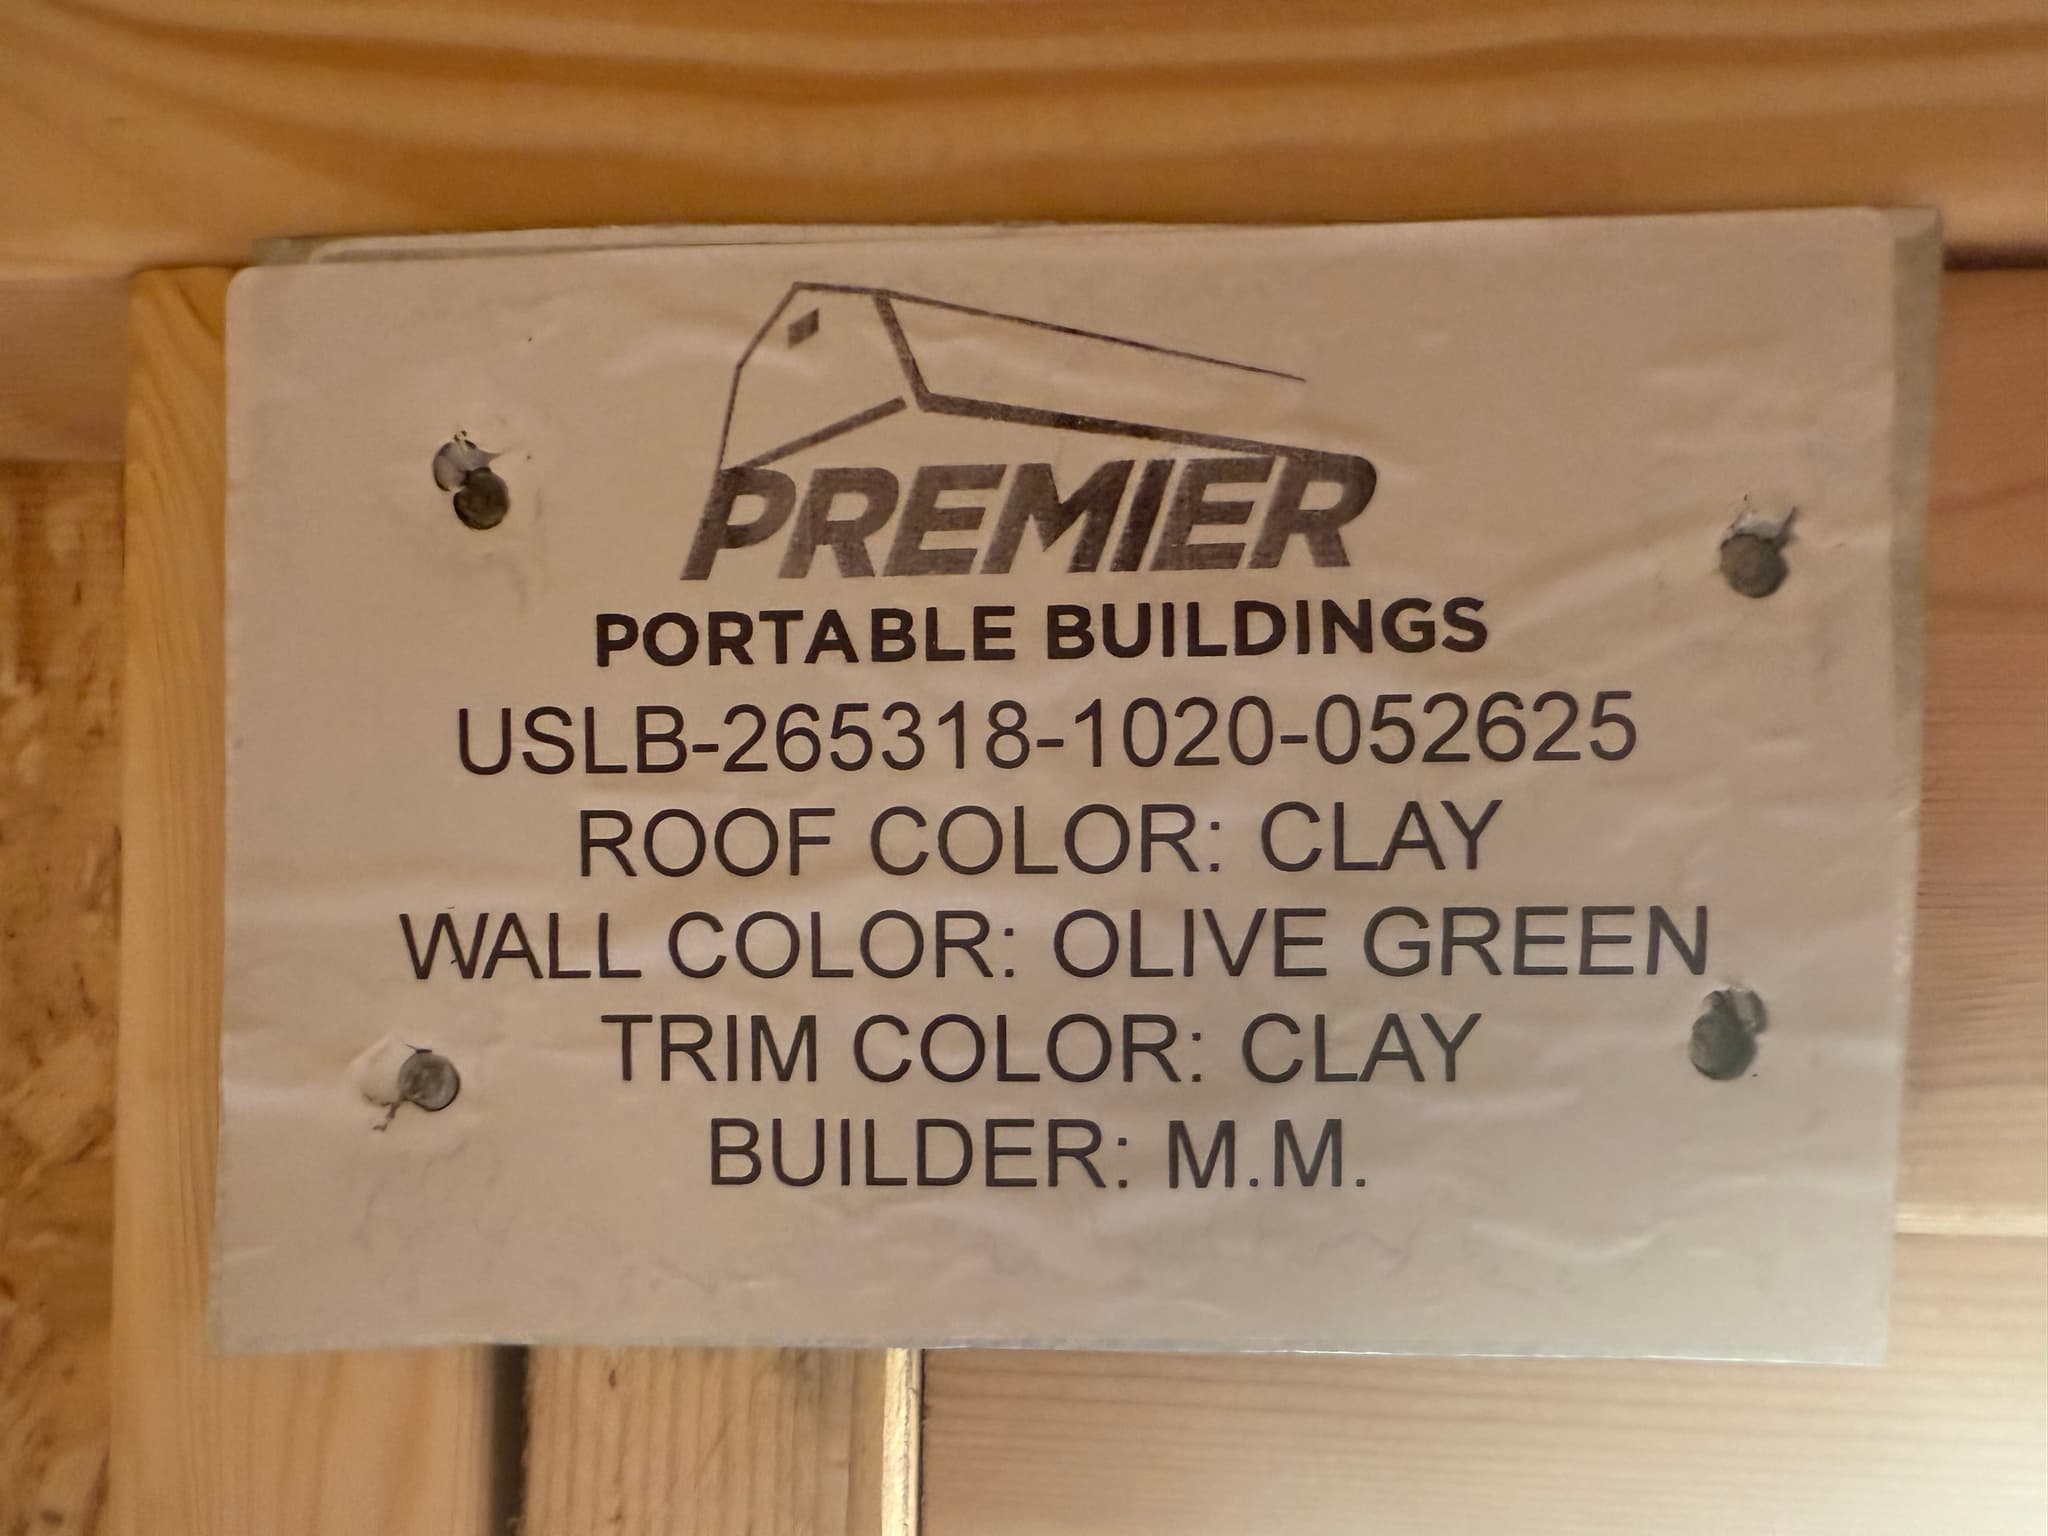 PREMIER
PORTABLE BUILDINGS
USLB-265318-1020-052625
ROOF COLOR: CLAY
WALL COLOR: OLIVE GREEN
TRIM COLOR: CLAY
BUILDER: M.M.